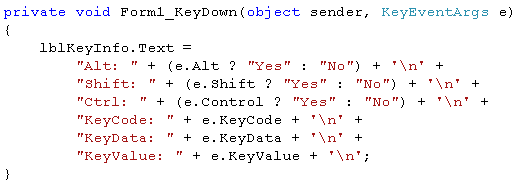 private void Form1_KeyDown(object sender, KeyEventArgs e)
{
    lblKeyInfo.Text =
        "Alt: " + (e.Alt ? "Yes" : "No") + '\n' +
        "Shift: " + (e.Shift ? "Yes" : "No") + '\n' +
        "Ctrl: " + (e.Control ? "Yes" : "No") + '\n' +
        "KeyCode: " + e.KeyCode + '\n' +
        "KeyData: " + e.KeyData + '\n' +
        "KeyValue: " + e.KeyValue + '\n';
}